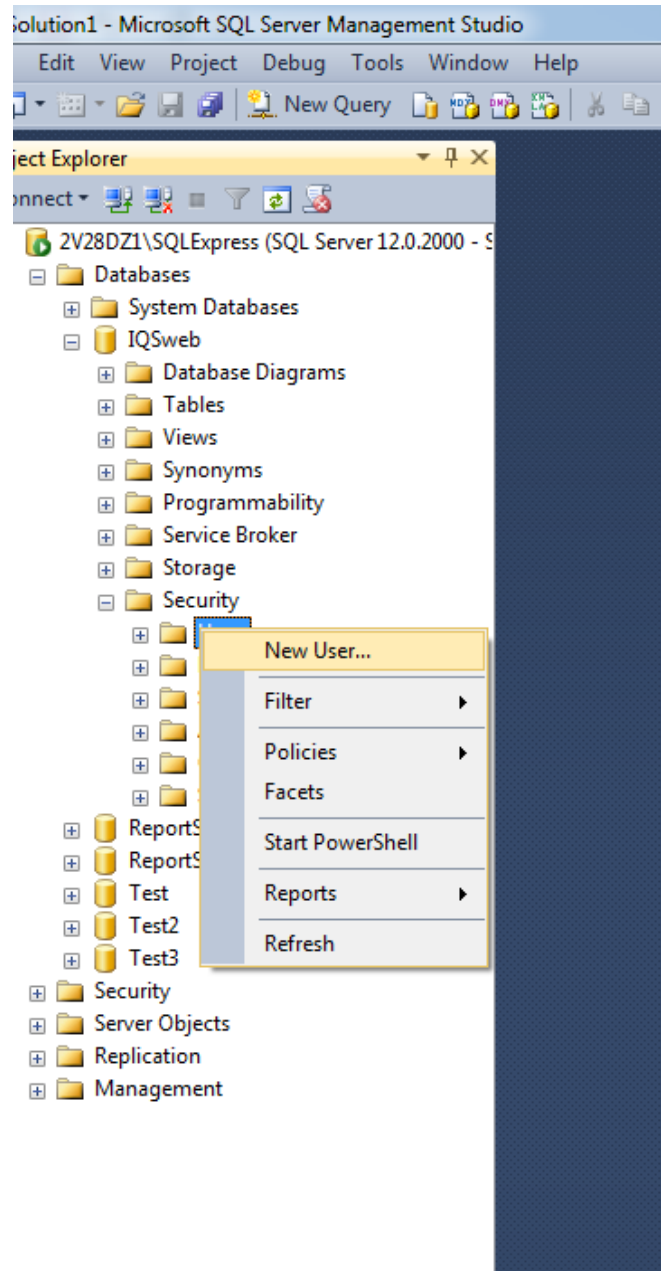 Solution1 - Microsoft SQL Server Management Studio
Edit View Project Debug Tools Window Help
New Query
ject Explorer
onnect
2V28DZ1\SQLExpress (SQL Server 12.0.2000 - S
Databases
System Databases
IQSweb
Database Diagrams
Tables
Views
Synonyms
Programmability
Service Broker
Storage
Security
New User...
Filter
Policies
Facets
Start PowerShell
Reports
Refresh
ReportS
ReportS
Test
Test2
Test3
Security
Server Objects
Replication
Management